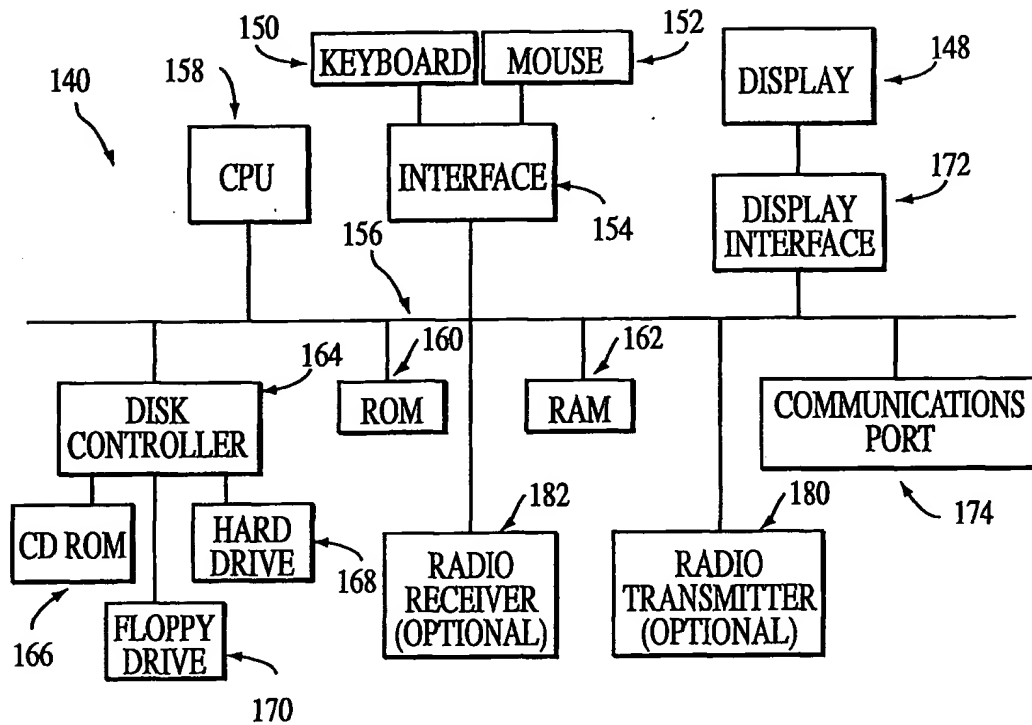 150
152
158
KEYBOARD
MOUSE
148
140
DISPLAY
CPU
INTERFACE
172
DISPLAY
INTERFACE
154
156
164
160
162
DISK
CONTROLLER
ROM
RAM
COMMUNICATIONS
PORT
182
180
174
CD ROM
HARD
DRIVE
168
RADIO
RECEIVER
(OPTIONAL)
RADIO
TRANSMITTER
(OPTIONAL)
166
FLOPPY
DRIVE
170